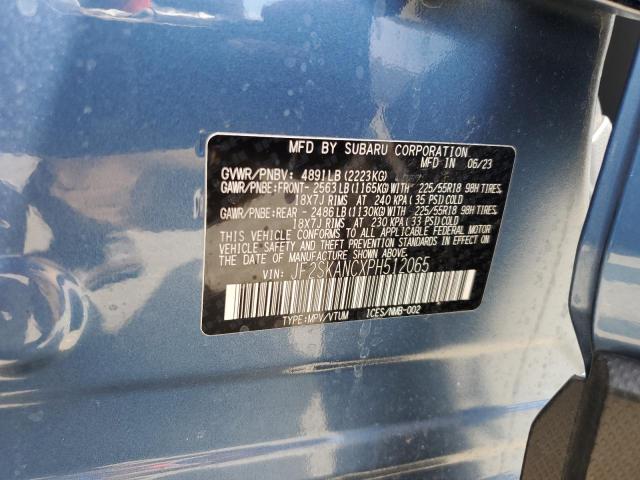 MFD BY SUBARU CORPORATION
MFD IN 06/23
GVWR/PNBV: 4891LB (2223KG)
GAWR/PNBE:FRONT- 2563LB (1165KG) WITH 225/55R18 98H TIRES,
18X7J RIMS AT 240 KPA (35 PSI) COLD
GAWR/PNBE:REAR - 2486LB (1130KG) WITH 225/55R18 98H TIRES,
18X7J RIMS AT 230 KPA (33 PSI) COLD
THIS VEHICLE CONFORMS TO ALL APPLICABLE FEDERAL MOTOR
VEHICLE SAFETY, BUMPER, AND THEFT PREVENTION
STANDARDS IN EFFECT ON THE DATE OF
MANUFACTURE SHOWN ABOVE.
VIN: JF2SKANCXPH512065
TYPE:MPV/VTUM ICES/NMB-002